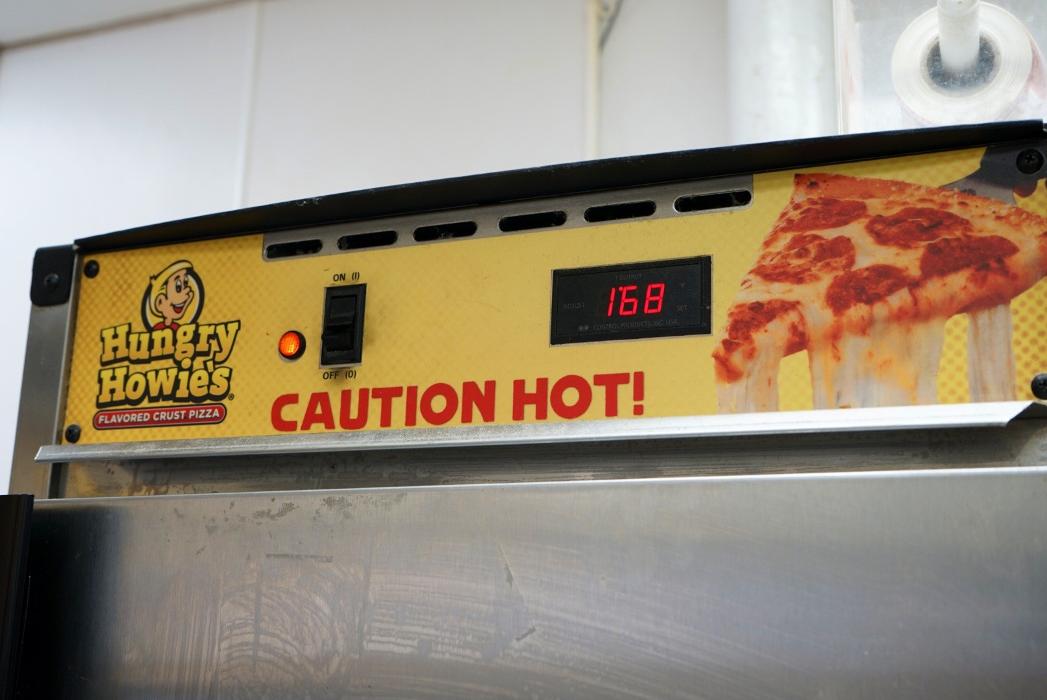 Hungry
Howie's®
FLAVORED CRUST PIZZA
ON (I)
OFF (O)
168
CAUTION HOT!